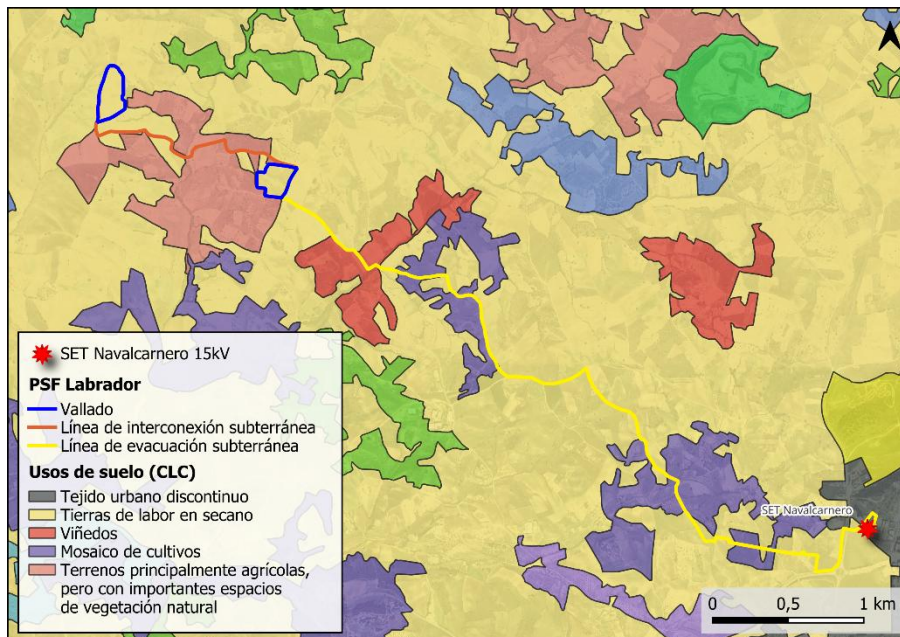 SET Navalcarnero 15kV
PSF Labrador
Vallado
Línea de interconexión subterránea
Línea de evacuación subterránea
Usos de suelo (CLC)
Tejido urbano discontinuo
Tierras de labor en secano
Viñedos
Mosaico de cultivos
Terrenos principalmente agrícolas,
pero con importantes espacios
de vegetación natural
SET Navalcarnero
0 0,5 1 km